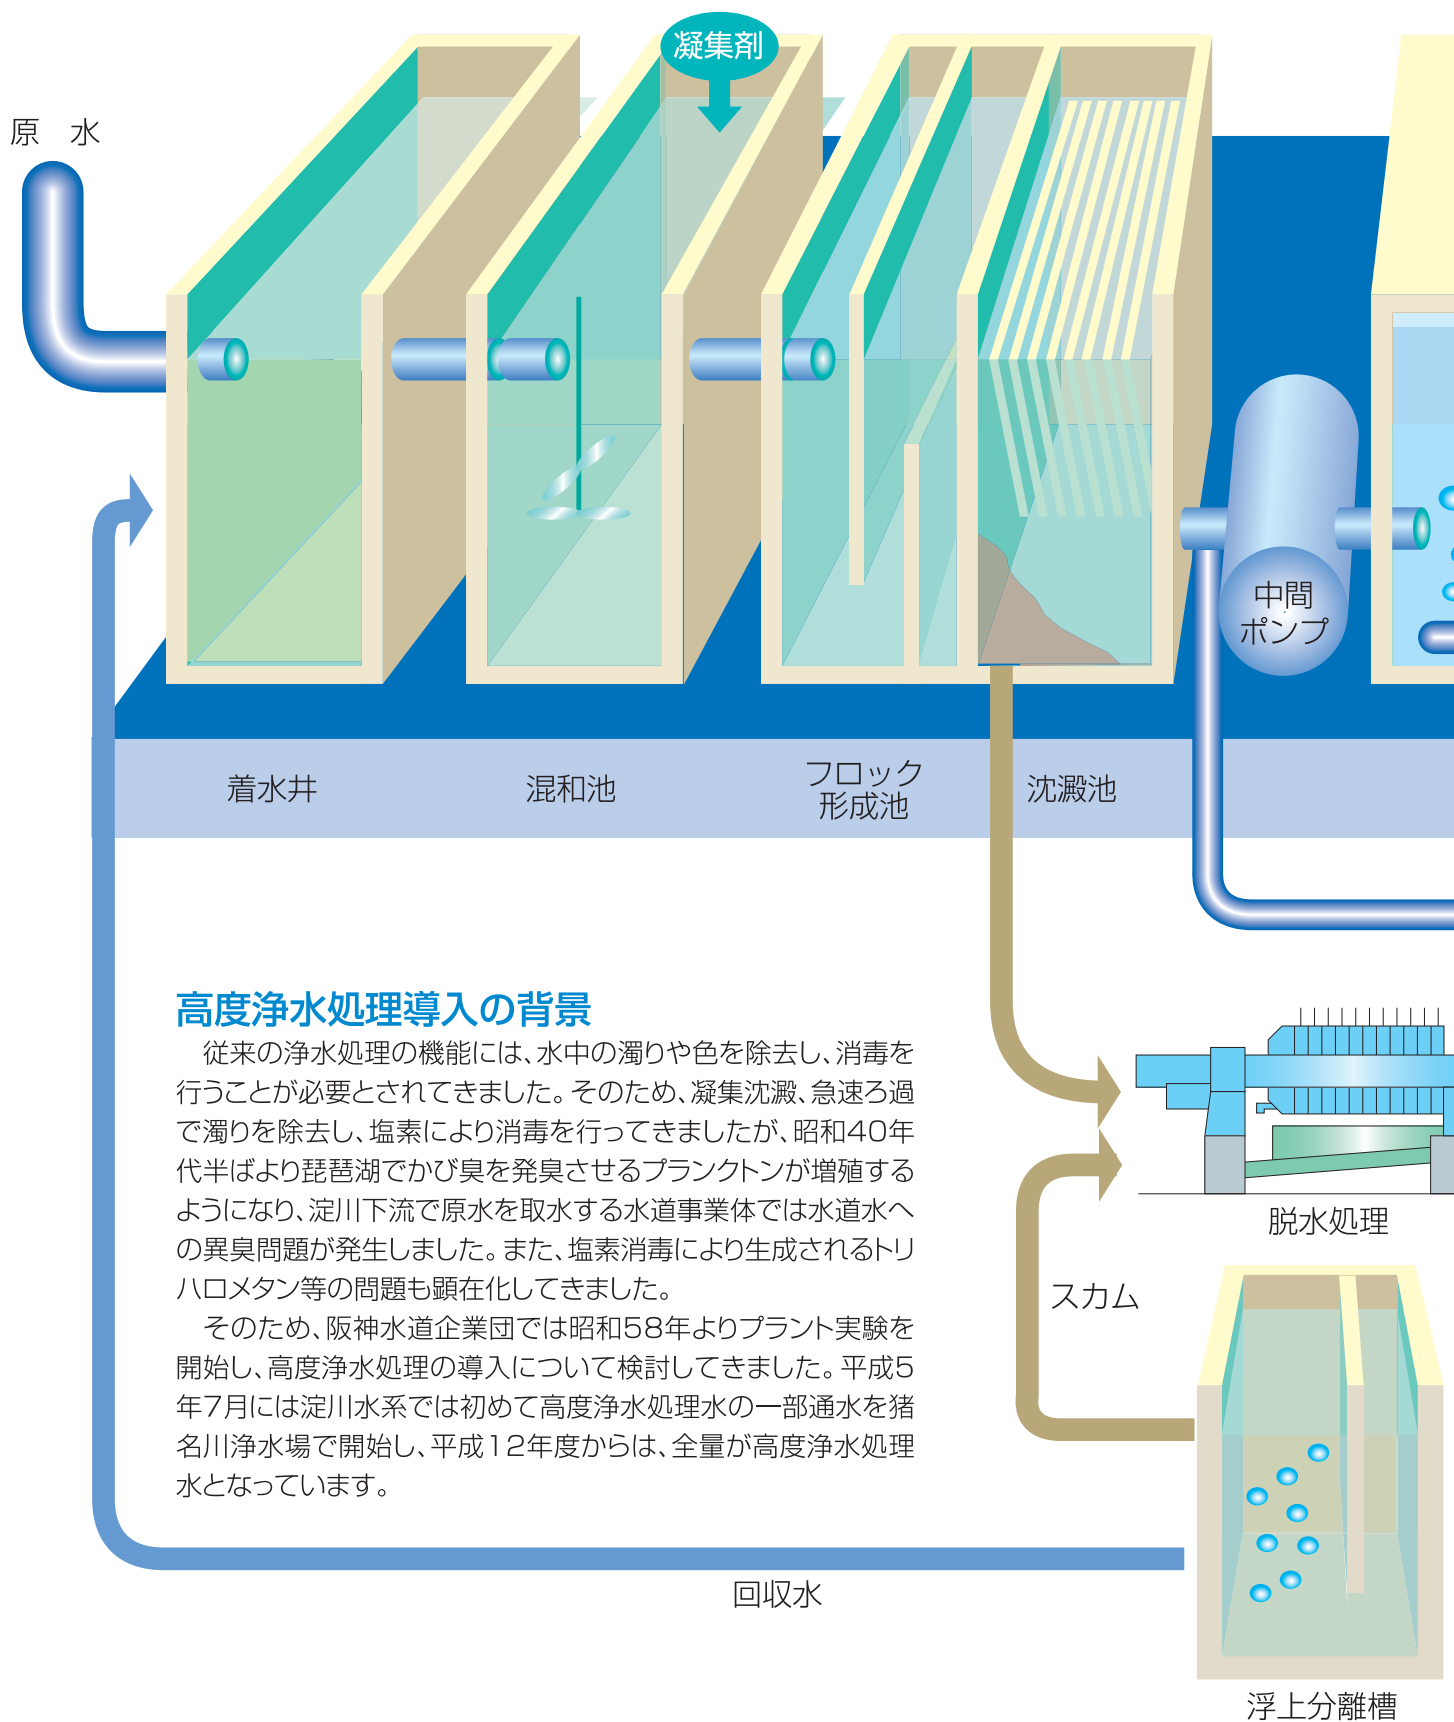 凝集剤
原　水
中間
ポンプ
着水井
混和池
フロック
形成池
沈澱池
高度浄水処理導入の背景
　従来の浄水処理の機能には、水中の濁りや色を除去し、消毒を
行うことが必要とされてきました。そのため、凝集沈澱、急速ろ過
で濁りを除去し、塩素により消毒を行ってきましたが、昭和40年
代半ばより琵琶湖でかび臭を発臭させるプランクトンが増殖する
ようになり、淀川下流で原水を取水する水道事業体では水道水へ
の異臭問題が発生しました。また、塩素消毒により生成されるトリ
ハロメタン等の問題も顕在化してきました。
　そのため、阪神水道企業団では昭和58年よりプラント実験を
開始し、高度浄水処理の導入について検討してきました。平成5
年7月には淀川水系では初めて高度浄水処理水の一部通水を猪
名川浄水場で開始し、平成12年度からは、全量が高度浄水処理
水となっています。
脱水処理
スカム
回収水
浮上分離槽